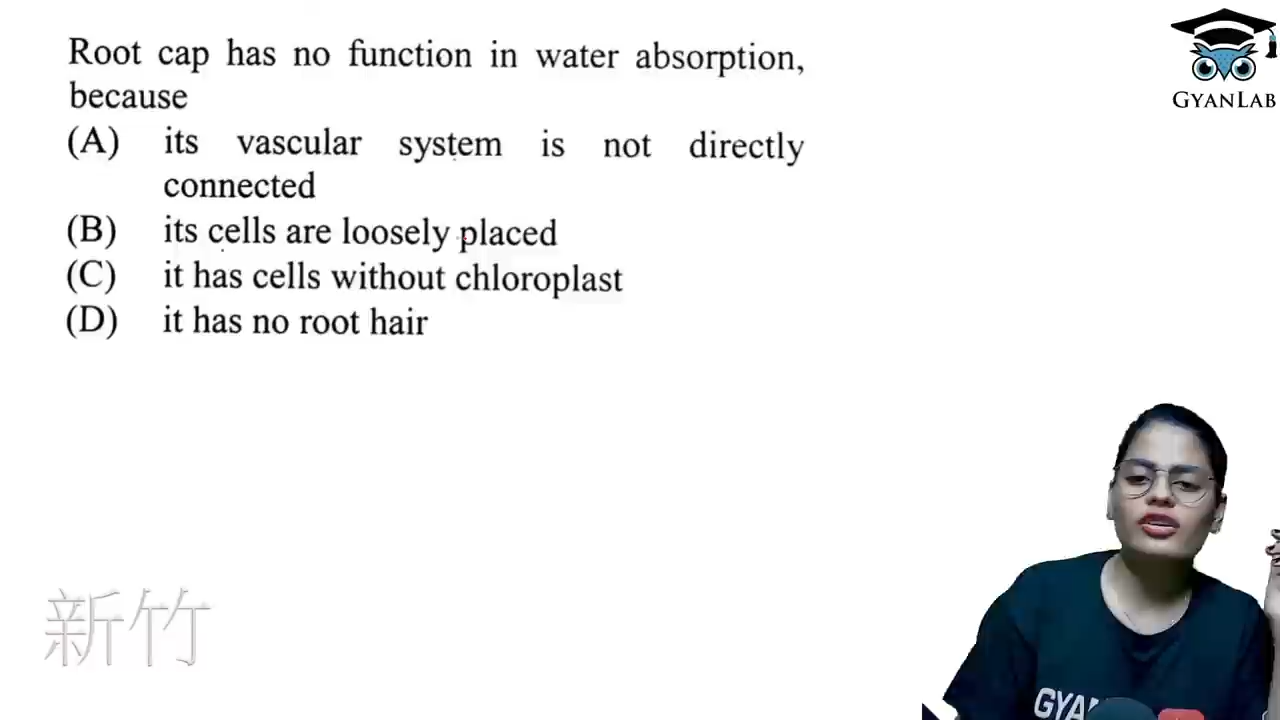 Root cap has no function in water absorption,
because
(A) its vascular system is not directly
connected
(B) its cells are loosely placed
(C) it has cells without chloroplast
(D) it has no root hair
GYANLAB
新竹
GYA